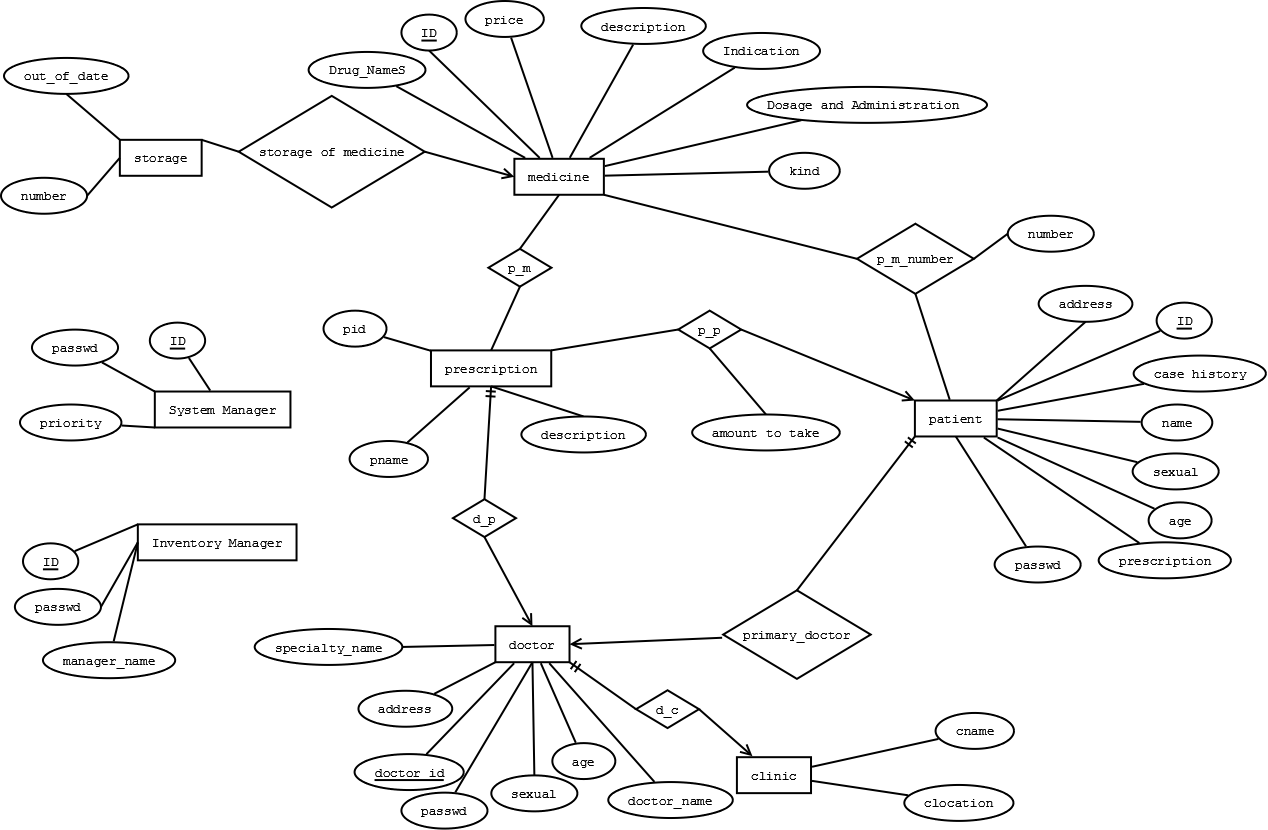 price
description
ID
Indication
Drug_NameS
out_of_date
Dosage and Administration
storage of medicine
storage
kind
medicine
number
number
p_m_number
p_m
address
ID
pid
p_p
passwd
ID
case history
prescription
System Manager
patient
name
priority
amount to take
description
pname
sexual
d_p
age
Inventory Manager
ID
prescription
passwd
passwd
primary_doctor
doctor
specialty_name
manager_name
address
d_c
cname
age
doctor id
clinic
sexual
doctor_name
clocation
passwd